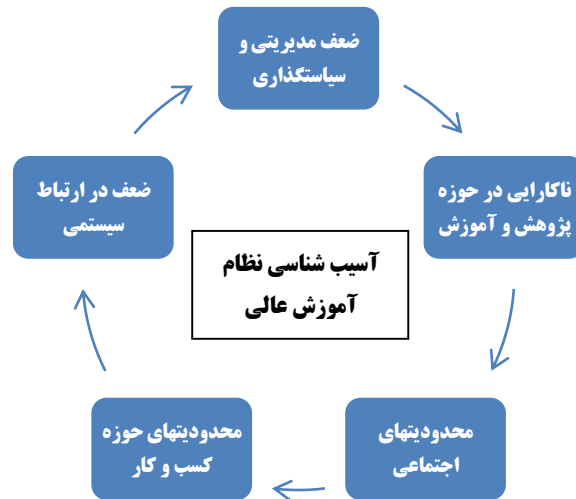 ضعف مدیریتی و
سیاستگذاری
ناکارایی در حوزه
پژوهش و آموزش
محدودیتهای
اجتماعی
محدودیتهای حوزه
کسب و کار
ضعف در ارتباط
سیستمی
آسیب شناسی نظام
آموزش عالی